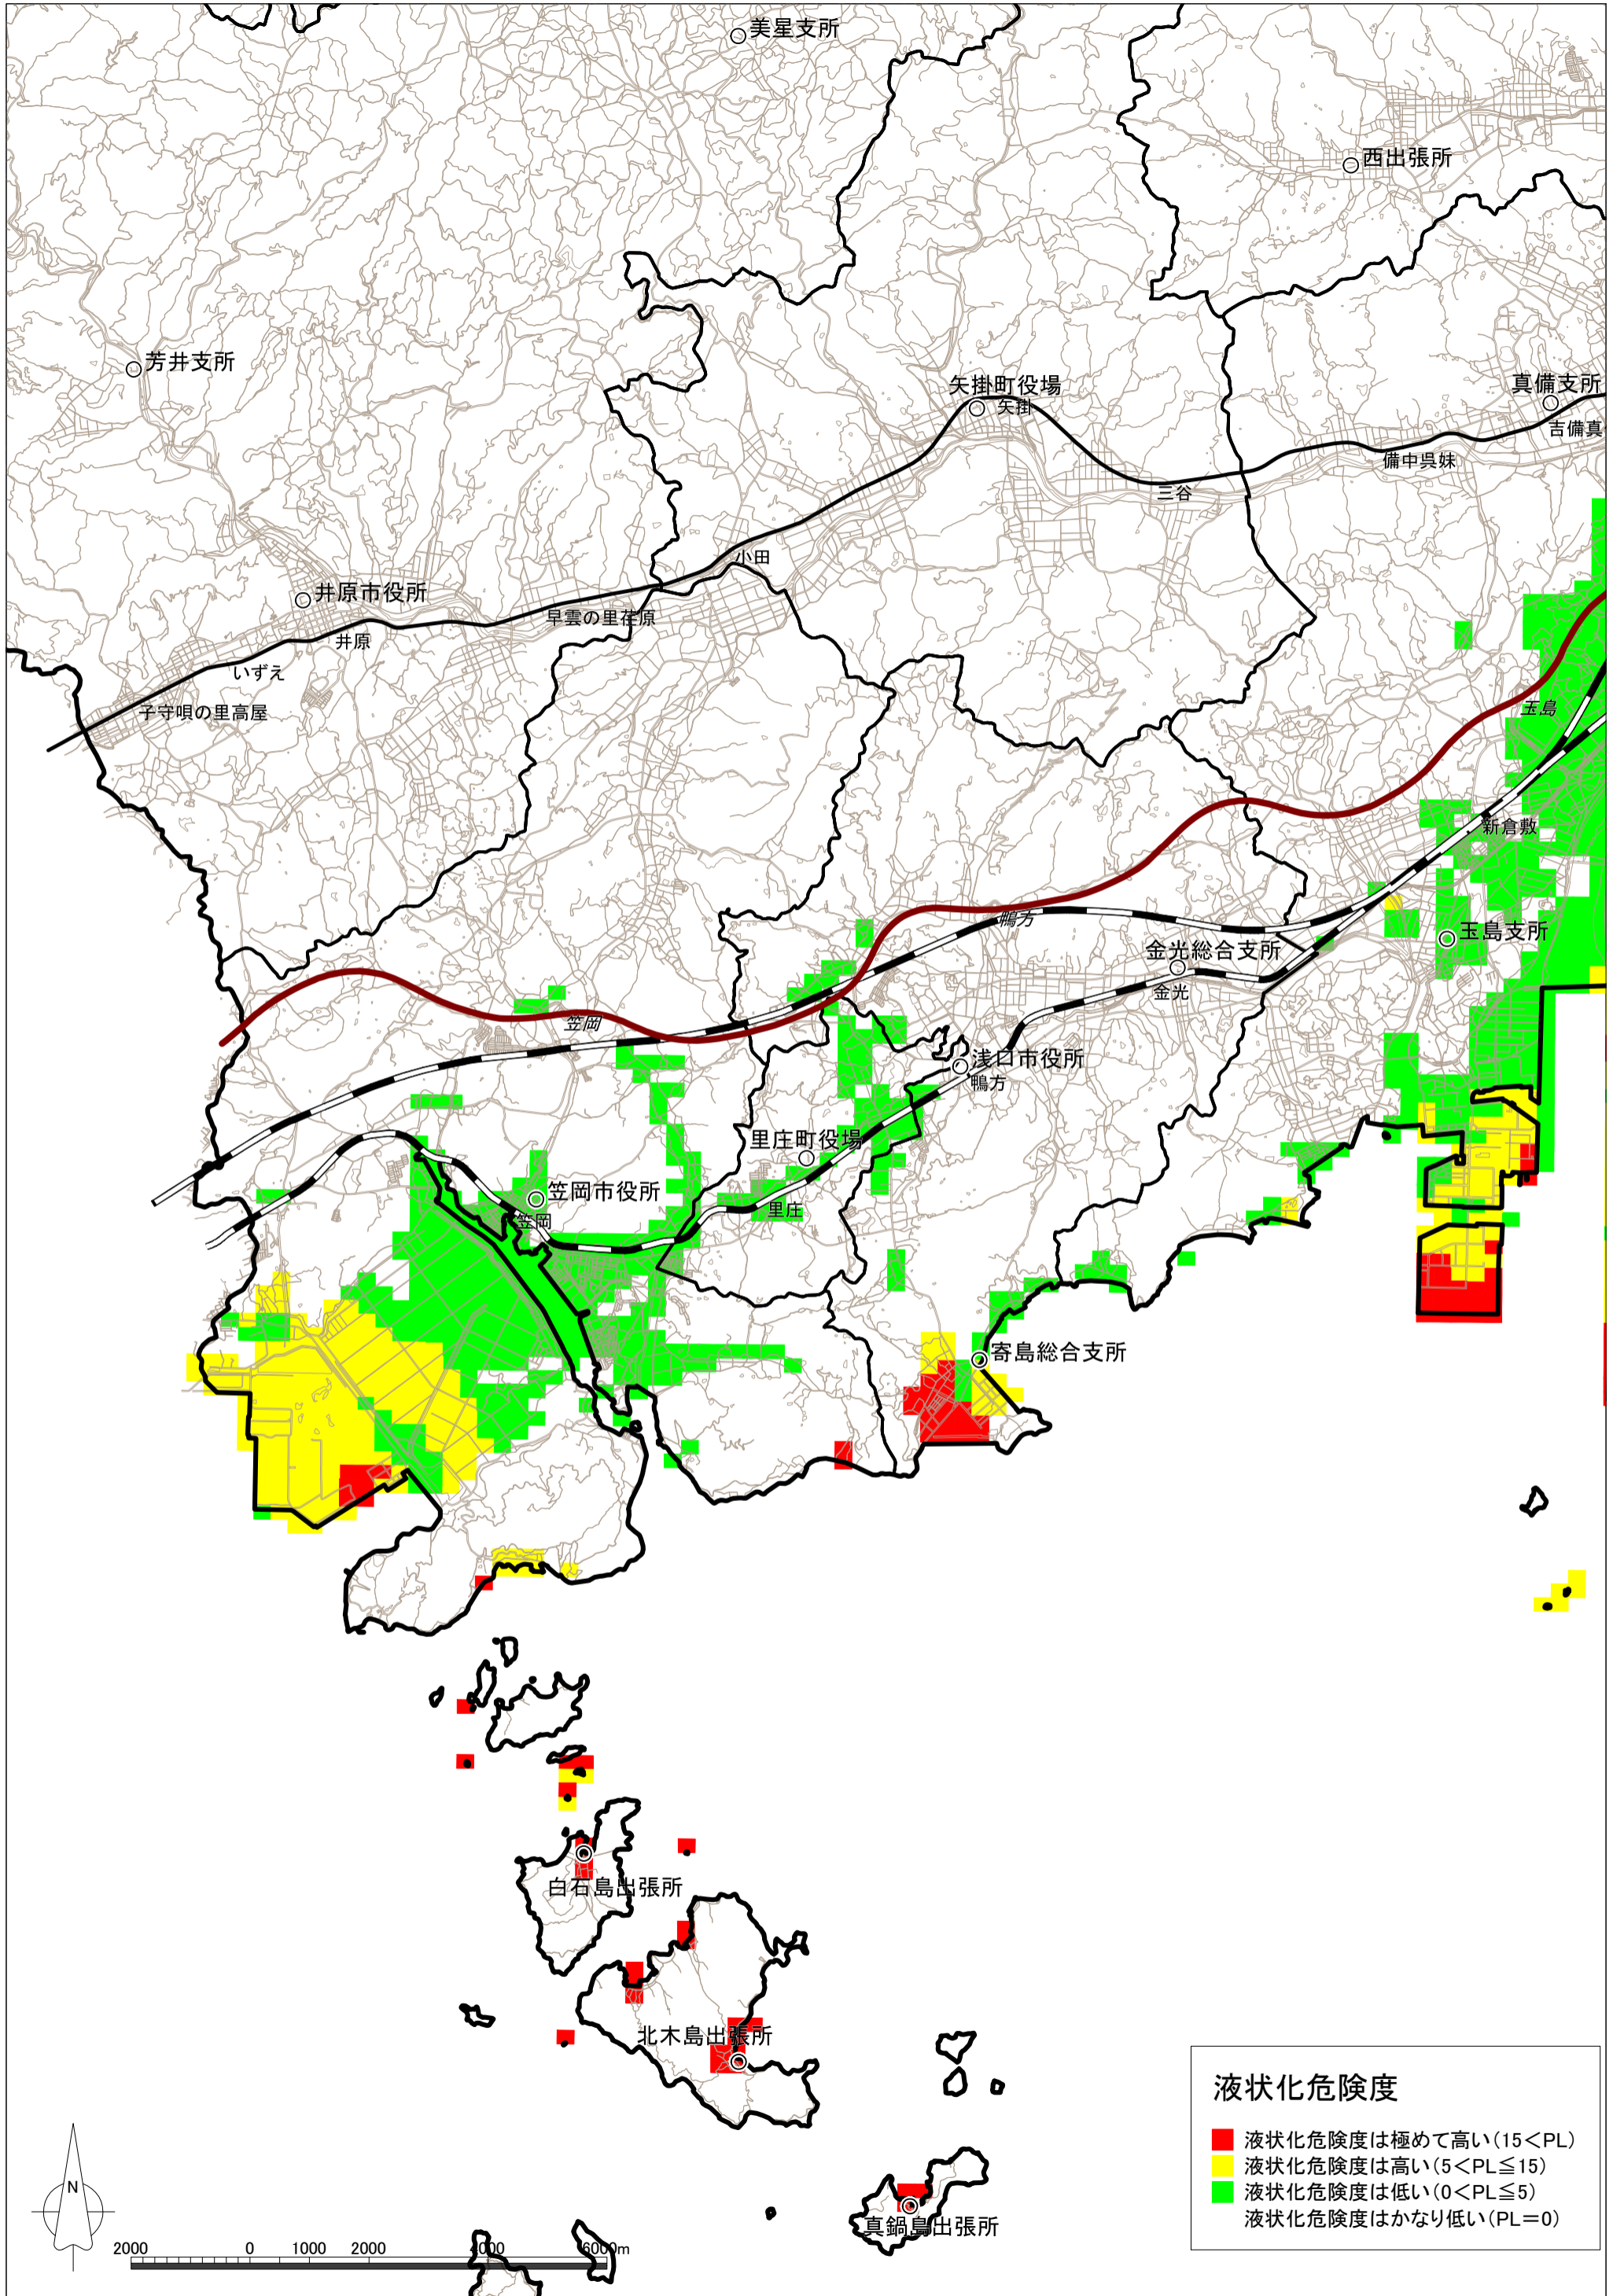 美星支所
西出張所
芳井支所
矢掛町役場
矢掛
真備支所
吉備真
備中呉妹
三谷
小田
井原市役所
早雲の里荏原
井原
いずえ
子守唄の里高屋
玉島
新倉敷
鴨方
玉島支所
金光総合支所
金光
笠岡
浅口市役所
鴨方
里庄町役場
笠岡市役所
里庄
笠岡
寄島総合支所
白石島出張所
北木島出張所
真鍋島出張所
液状化危険度
液状化危険度は極めて高い(15<PL)
液状化危険度は高い(5<PL≦15)
液状化危険度は低い(0<PL≦5)
液状化危険度はかなり低い(PL=0)
N
2000 0 1000 2000 4000 6000m